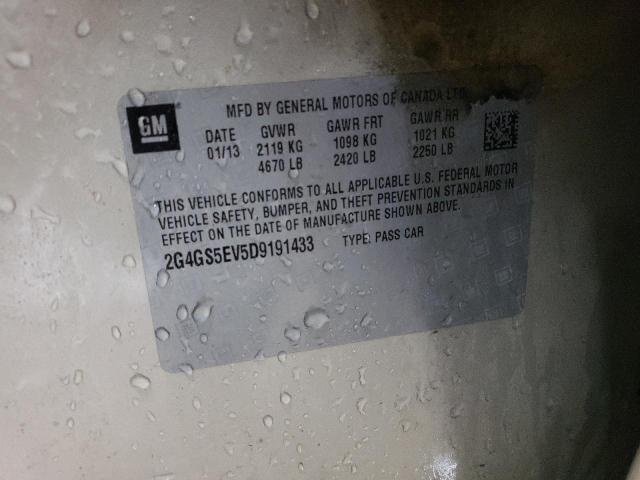 MFD BY GENERAL MOTORS OF CANADA LTD
GM
DATE GVWR GAWR FRT GAWR RR
01/13 2119 KG 1098 KG 1021 KG
4670 LB 2420 LB 2250 LB
THIS VEHICLE CONFORMS TO ALL APPLICABLE U.S. FEDERAL MOTOR
VEHICLE SAFETY, BUMPER, AND THEFT PREVENTION STANDARDS IN
EFFECT ON THE DATE OF MANUFACTURE SHOWN ABOVE.
2G4GS5EV5D9191433 TYPE: PASS CAR